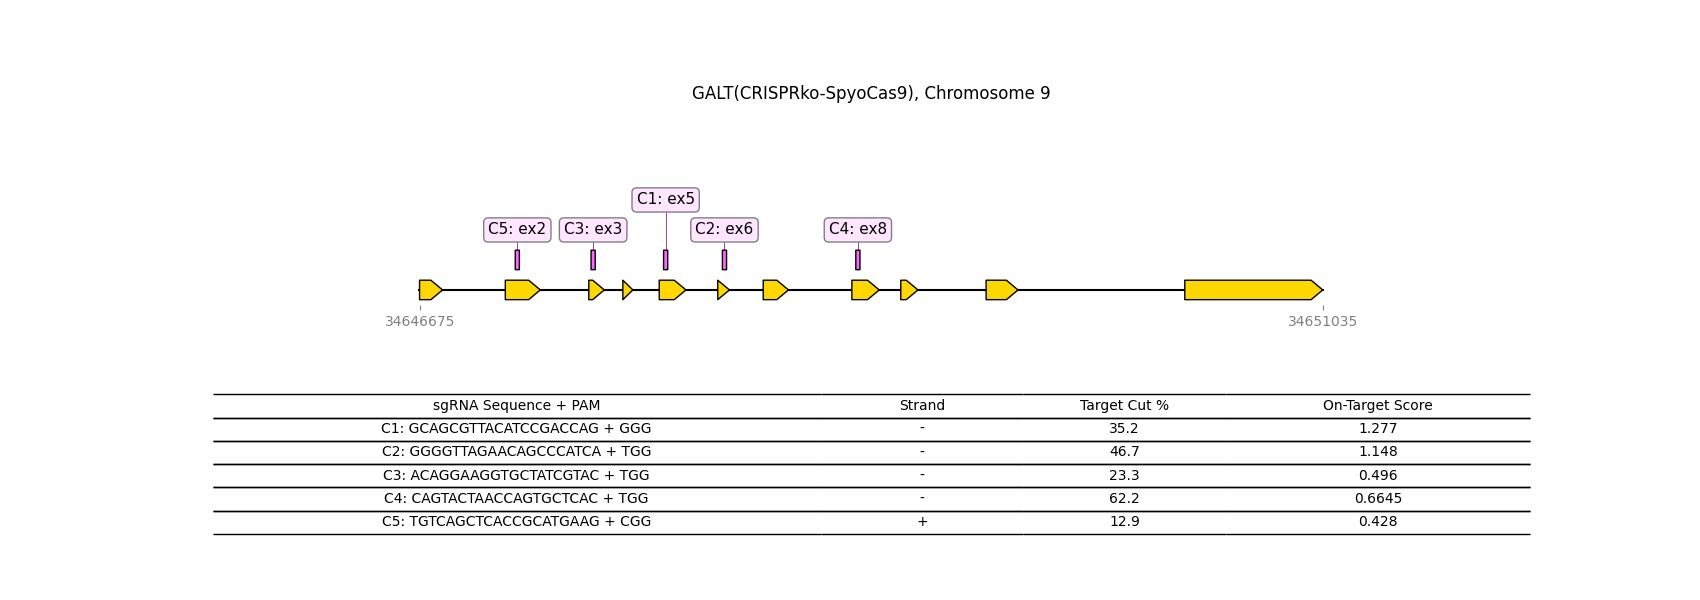 GALT(CRISPRko-SpyoCas9), Chromosome 9
C1: ex5
C5: ex2 C3: ex3 C2: ex6 C4: ex8
34646675 34651035
sgRNA Sequence + PAM Strand Target Cut % On-Target Score
C1: GCAGCGTTACATCCGACCAG + GGG - 35.2 1.277
C2: GGGGTTAGAACAGCCCATCA + TGG - 46.7 1.148
C3: ACAGGAAGGTGCTATCGTAC + TGG - 23.3 0.496
C4: CAGTACTAACCAGTGCTCAC + TGG - 62.2 0.6645
C5: TGTCAGCTCACCGCATGAAG + CGG + 12.9 0.428